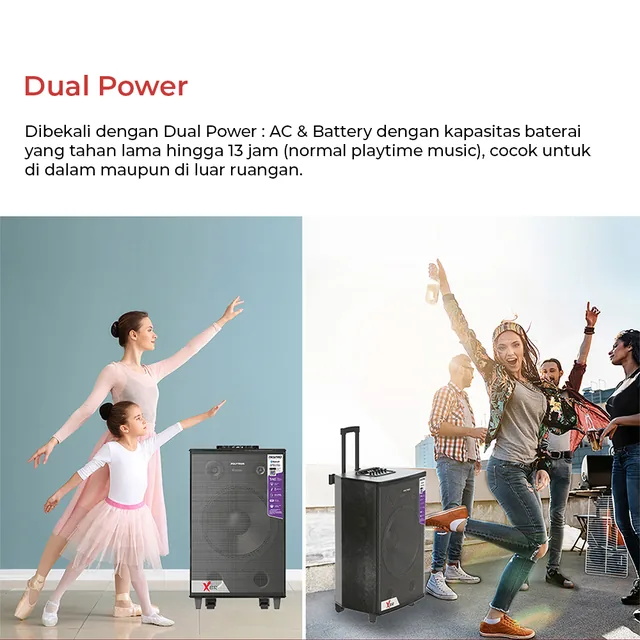 Dual Power
Dibekali dengan Dual Power : AC & Battery dengan kapasitas baterai
yang tahan lama hingga 13 jam (normal playtime music), cocok untuk
di dalam maupun di luar ruangan.